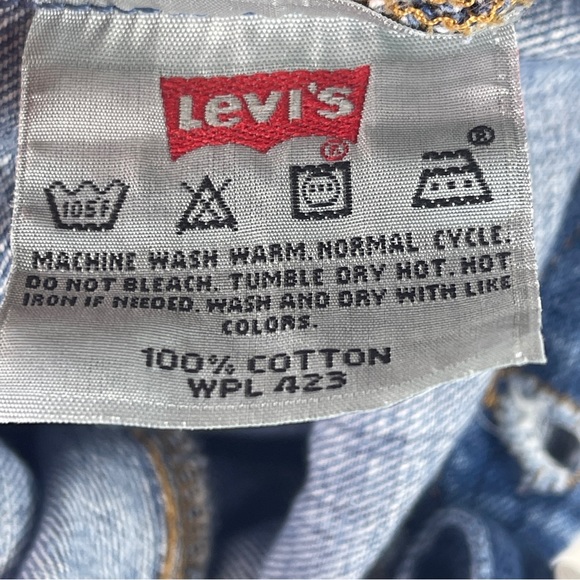 Levi's
®
®
105F
MACHINE WASH WARM. NORMAL CYCLE.
DO NOT BLEACH. TUMBLE DRY HOT. HOT
IRON IF NEEDED. WASH AND DRY WITH LIKE
COLORS.
100% COTTON
WPL 423